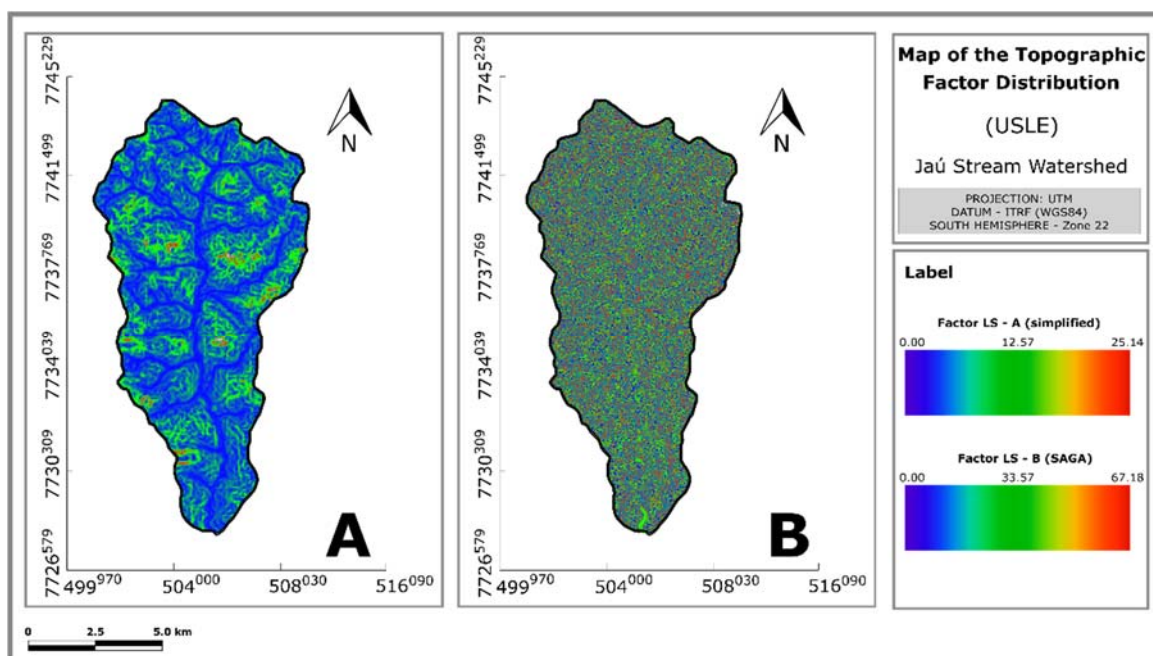 7745229
7741499
7737769
7734039
7730309
7726579
499970
504000
508030
516090
N
A
7745229
7741499
7737769
7734039
7730309
7726579
499970
504000
508030
516090
N
B
0 2.5 5.0 km
Map of the Topographic
Factor Distribution
(USLE)
Jaú Stream Watershed
PROJECTION: UTM
DATUM - ITRF (WGS84)
SOUTH HEMISPHERE - Zone 22
Label
Factor LS - A (simplified)
0.00 12.57 25.14
Factor LS - B (SAGA)
0.00 33.57 67.18